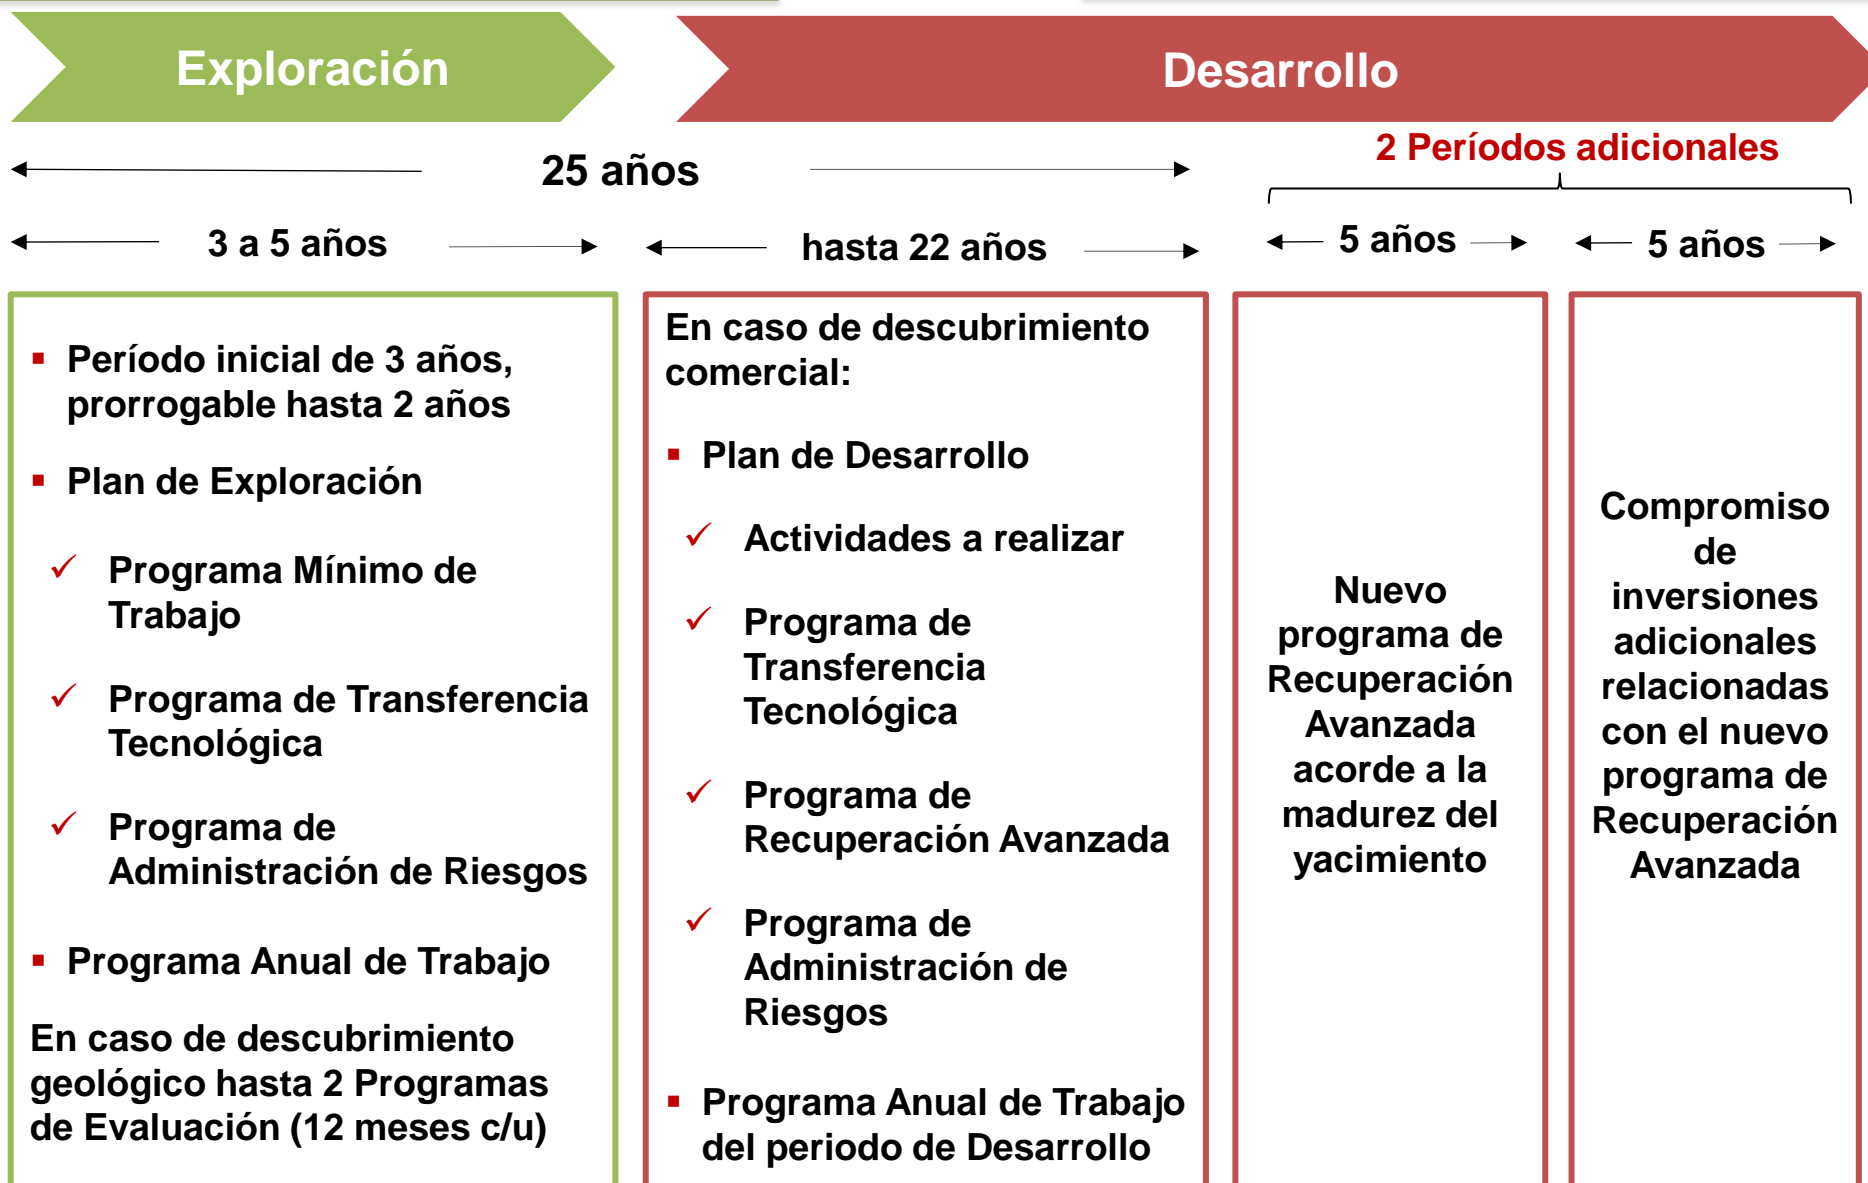 Exploración
Desarrollo
25 años
2 Períodos adicionales
3 a 5 años
hasta 22 años
5 años
5 años
▪ Período inicial de 3 años,
prorrogable hasta 2 años
▪ Plan de Exploración
✓ Programa Mínimo de
Trabajo
✓ Programa de Transferencia
Tecnológica
✓ Programa de
Administración de Riesgos
▪ Programa Anual de Trabajo
En caso de descubrimiento
geológico hasta 2 Programas
de Evaluación (12 meses c/u)
En caso de descubrimiento
comercial:
▪ Plan de Desarrollo
✓ Actividades a realizar
✓ Programa de
Transferencia
Tecnológica
✓ Programa de
Recuperación Avanzada
✓ Programa de
Administración de
Riesgos
▪ Programa Anual de Trabajo
del periodo de Desarrollo
Nuevo
programa de
Recuperación
Avanzada
acorde a la
madurez del
yacimiento
Compromiso
de
inversiones
adicionales
relacionadas
con el nuevo
programa de
Recuperación
Avanzada